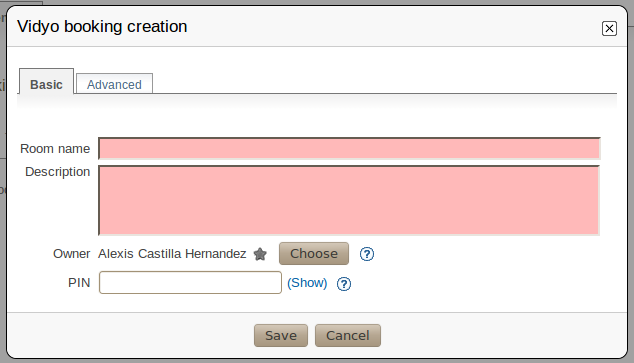 Vidyo booking creation
Basic Advanced
Room name
Description
Owner Alexis Castilla Hernandez Choose ?
PIN (Show) ?
Save Cancel